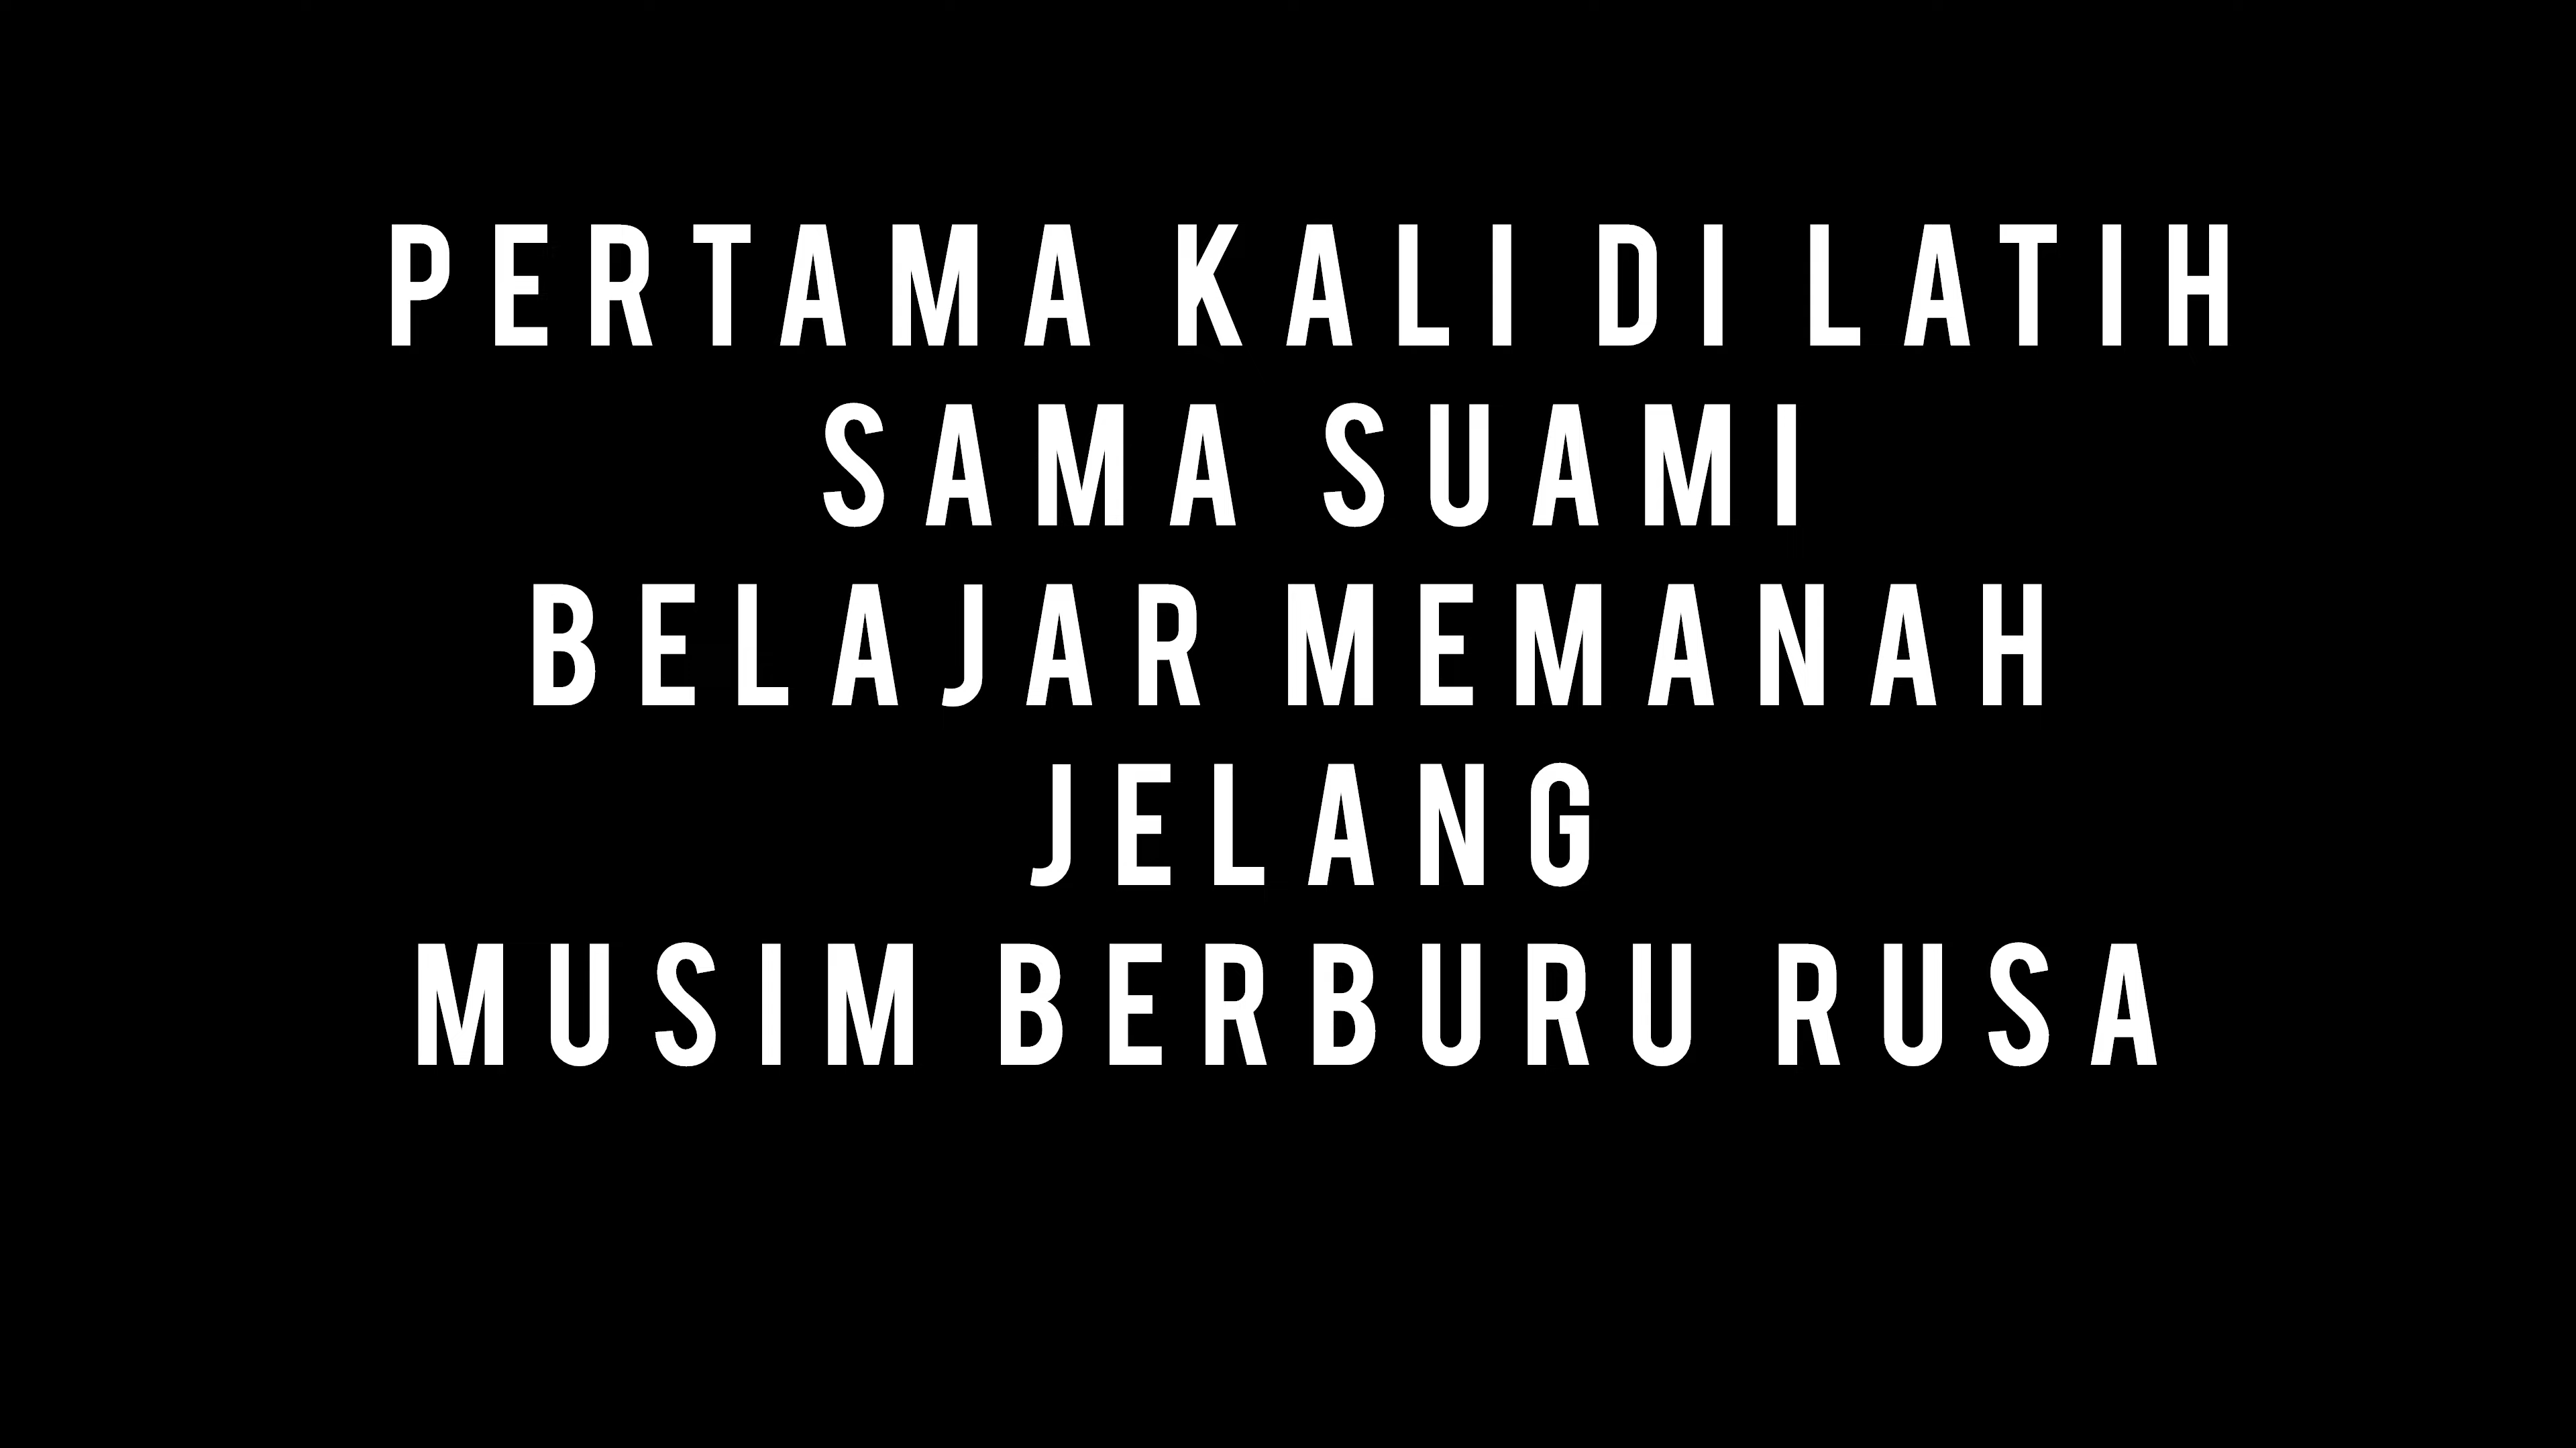 PERTAMA KALI DI LATIH
SAMA SUAMI
BELAJAR MEMANAH
JELANG
MUSIM BERBURU RUSA